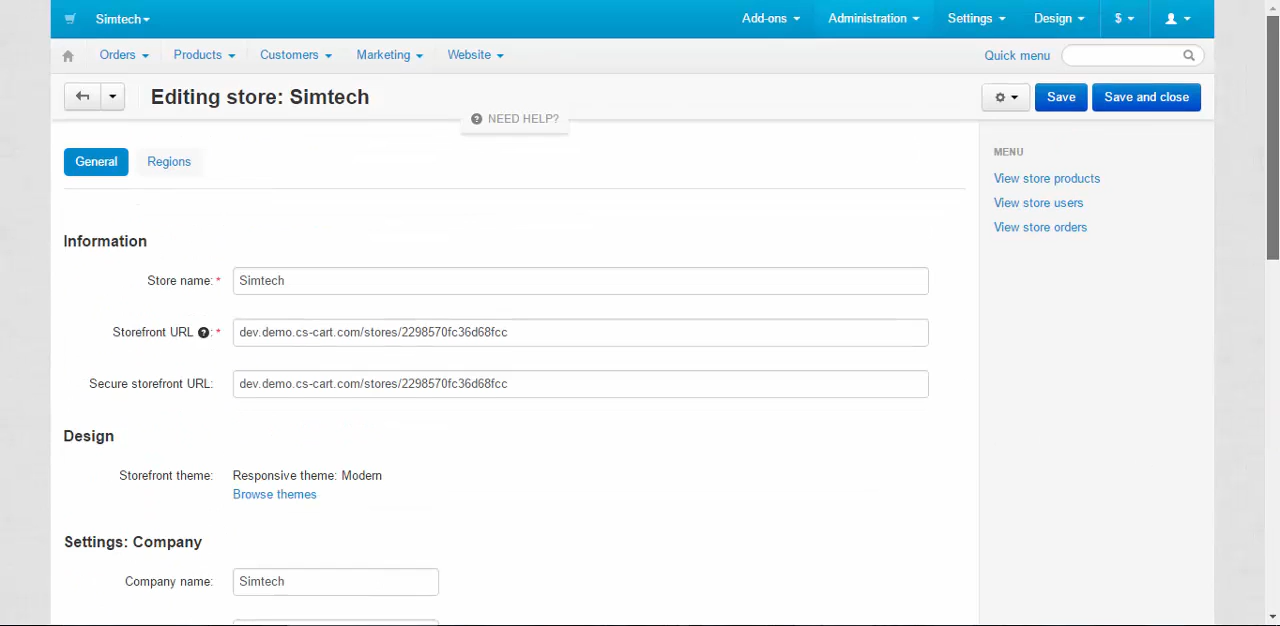 Simtech
Add-ons
Administration
Settings
Design
$
Orders
Products
Customers
Marketing
Website
Quick menu
Editing store: Simtech
Save
Save and close
NEED HELP?
General
Regions
MENU
View store products
View store users
View store orders
Information
Store name: *
Simtech
Storefront URL ?: *
dev.demo.cs-cart.com/stores/2298570fc36d68fcc
Secure storefront URL:
dev.demo.cs-cart.com/stores/2298570fc36d68fcc
Design
Storefront theme:
Responsive theme: Modern
Browse themes
Settings: Company
Company name:
Simtech